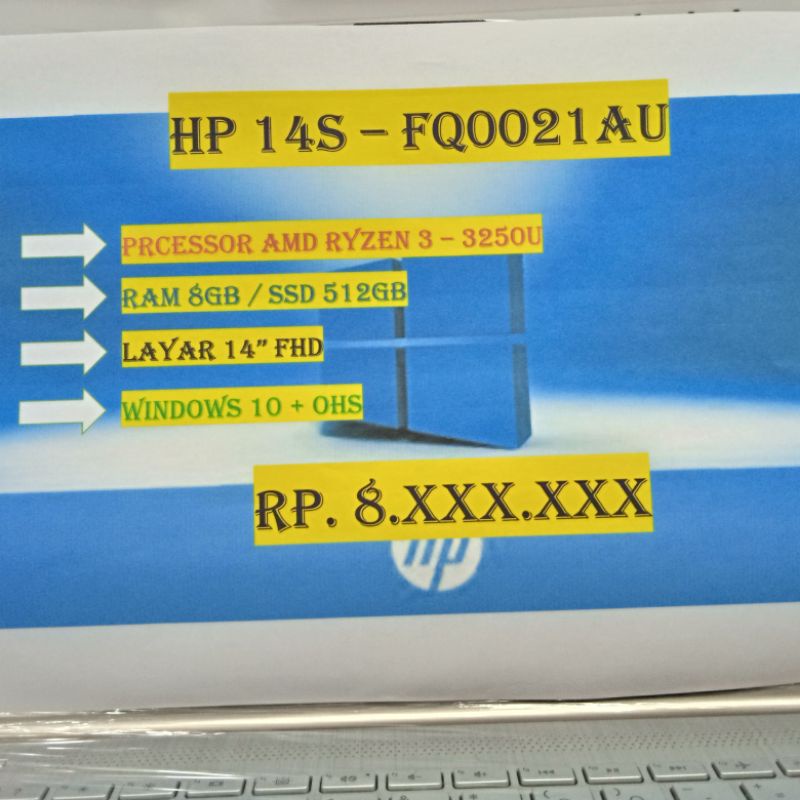 HP 14S – FQ0021AU
PRCESSOR AMD RYZEN 3 – 3250U
RAM 8GB / SSD 512GB
LAYAR 14” FHD
WINDOWS 10 + OHS
RP. 8.XXX.XXX
hp